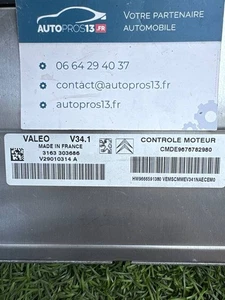 AUTOPROS13.FR
VOTRE PARTENAIRE
AUTOMOBILE
06 64 29 40 37
contact@autopros13.fr
autopros13.fr
VALEO V34.1
MADE IN FRANCE
3163 303686
V29010314 A
CONTROLE MOTEUR
CMDE9676782980